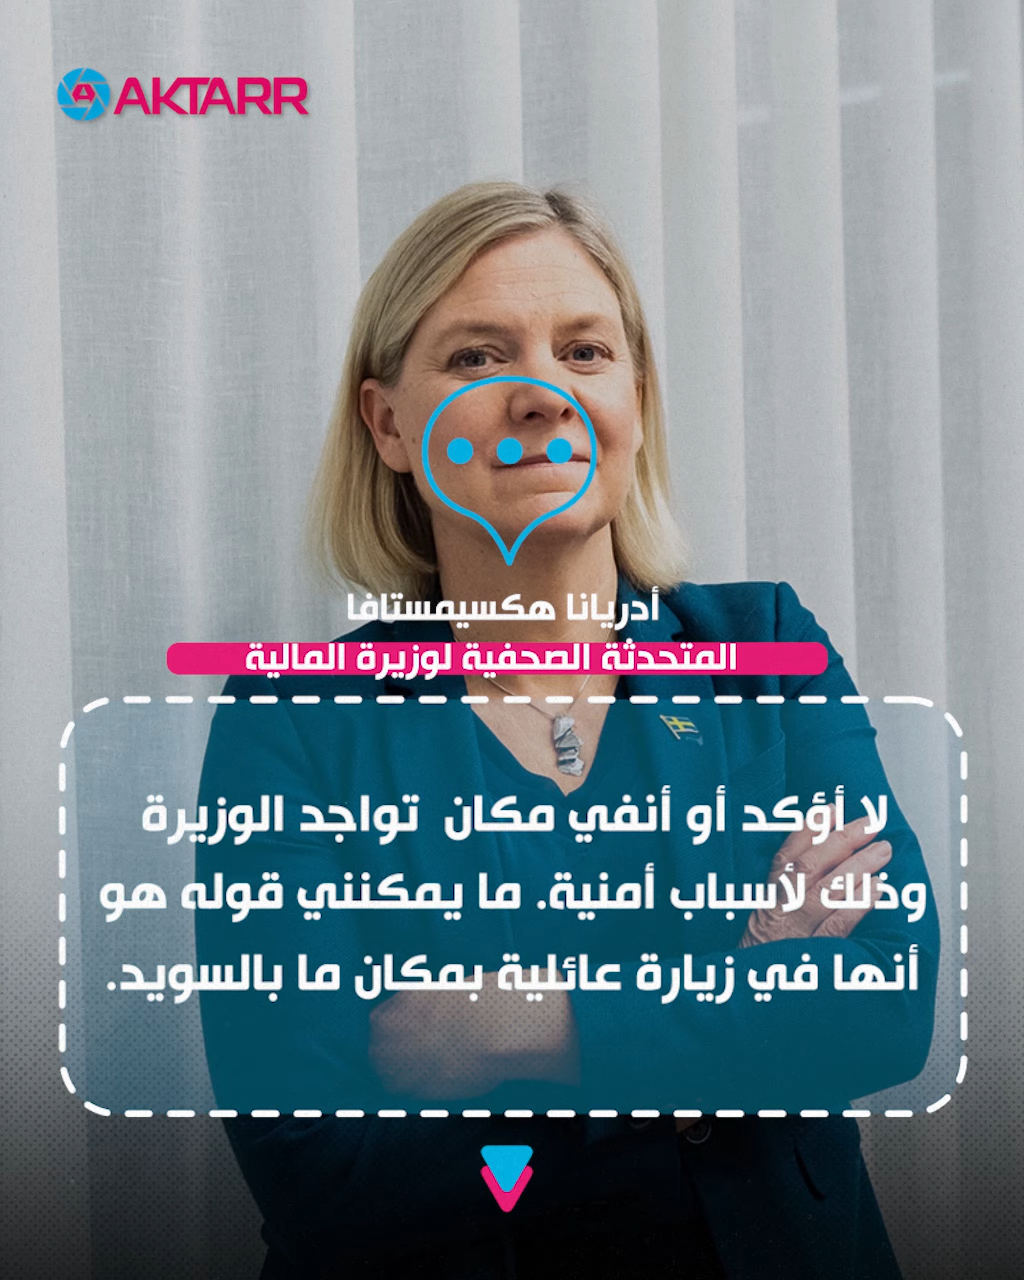 AKTARR
أدريانا هكسيمستافا
المتحدثة الصحفية لوزيرة المالية
لا أؤكد أو أنفي مكان تواجد الوزيرة
وذلك لأسباب أمنية. ما يمكنني قوله هو
أنها في زيارة عائلية بمكان ما بالسويد.